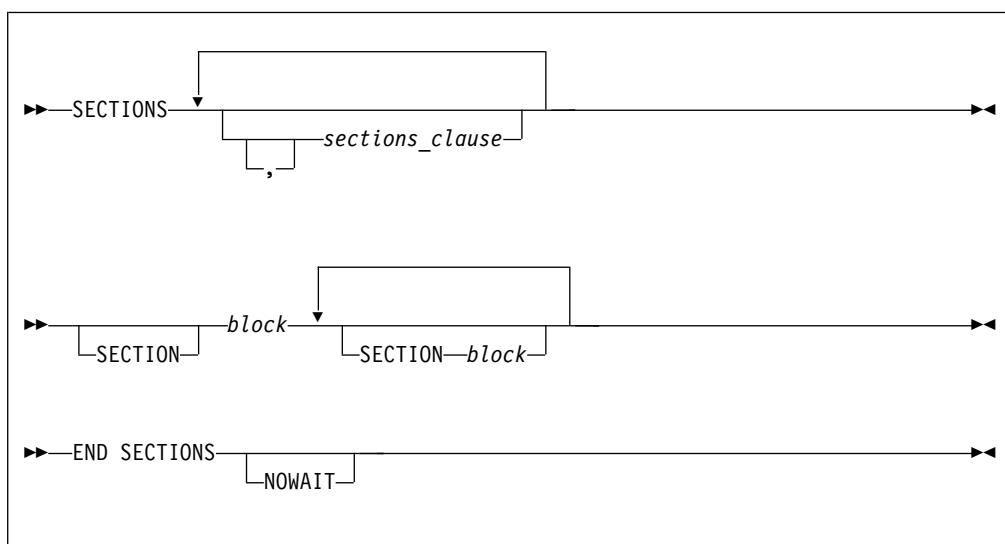 SECTIONS
sections_clause
,
block
SECTION
SECTION block
END SECTIONS
NOWAIT